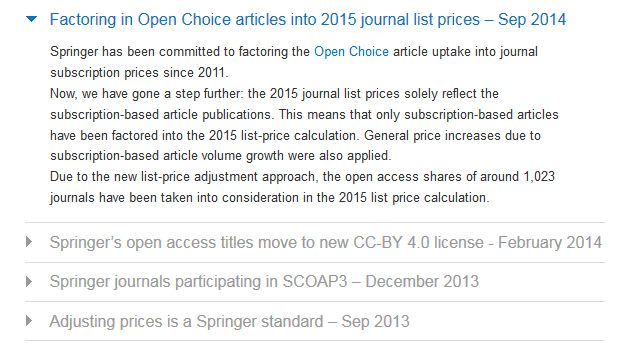 Factoring in Open Choice articles into 2015 journal list prices – Sep 2014
Springer has been committed to factoring the Open Choice article uptake into journal
subscription prices since 2011.
Now, we have gone a step further: the 2015 journal list prices solely reflect the
subscription-based article publications. This means that only subscription-based articles
have been factored into the 2015 list-price calculation. General price increases due to
subscription-based article volume growth were also applied.
Due to the new list-price adjustment approach, the open access shares of around 1,023
journals have been taken into consideration in the 2015 list price calculation.
Springer’s open access titles move to new CC-BY 4.0 license - February 2014
Springer journals participating in SCOAP3 – December 2013
Adjusting prices is a Springer standard – Sep 2013